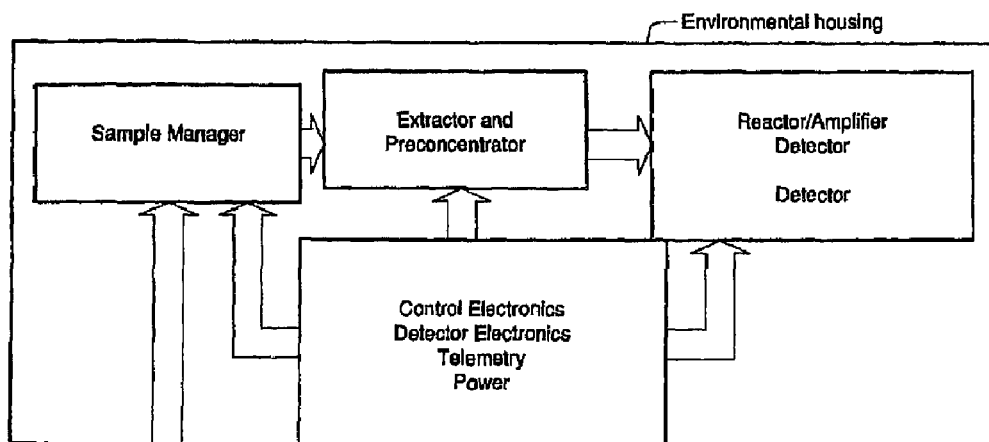 Environmental housing
Sample Manager
Extractor and
Preconcentrator
Reactor/Amplifier
Detector
Detector
Control Electronics
Detector Electronics
Telemetry
Power